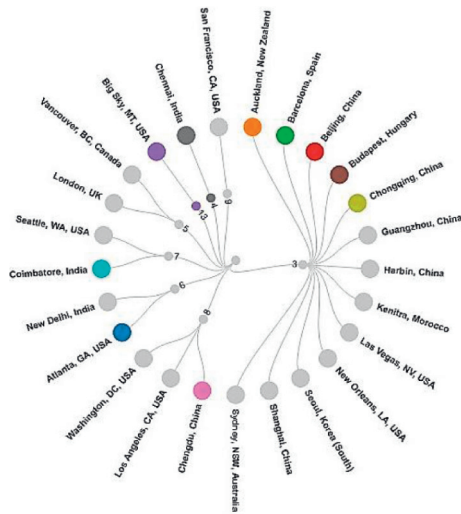 San Francisco, CA, USA
Auckland, New Zealand
Barcelona, Spain
Beijing, China
Budapest, Hungary
Chongqing, China
Guangzhou, China
Harbin, China
Kenitra, Morocco
Las Vegas, NV, USA
New Orleans, LA, USA
Seoul, Korea (South)
Shanghai, China
Sydney, NSW, Australia
Chengdu, China
Los Angeles, CA, USA
Washington, DC, USA
Atlanta, GA, USA
New Delhi, India
Coimbatore, India
Seattle, WA, USA
London, UK
Vancouver, BC, Canada
Big Sky, MT, USA
Chennai, India
9
4
13
5
7
6
8
3